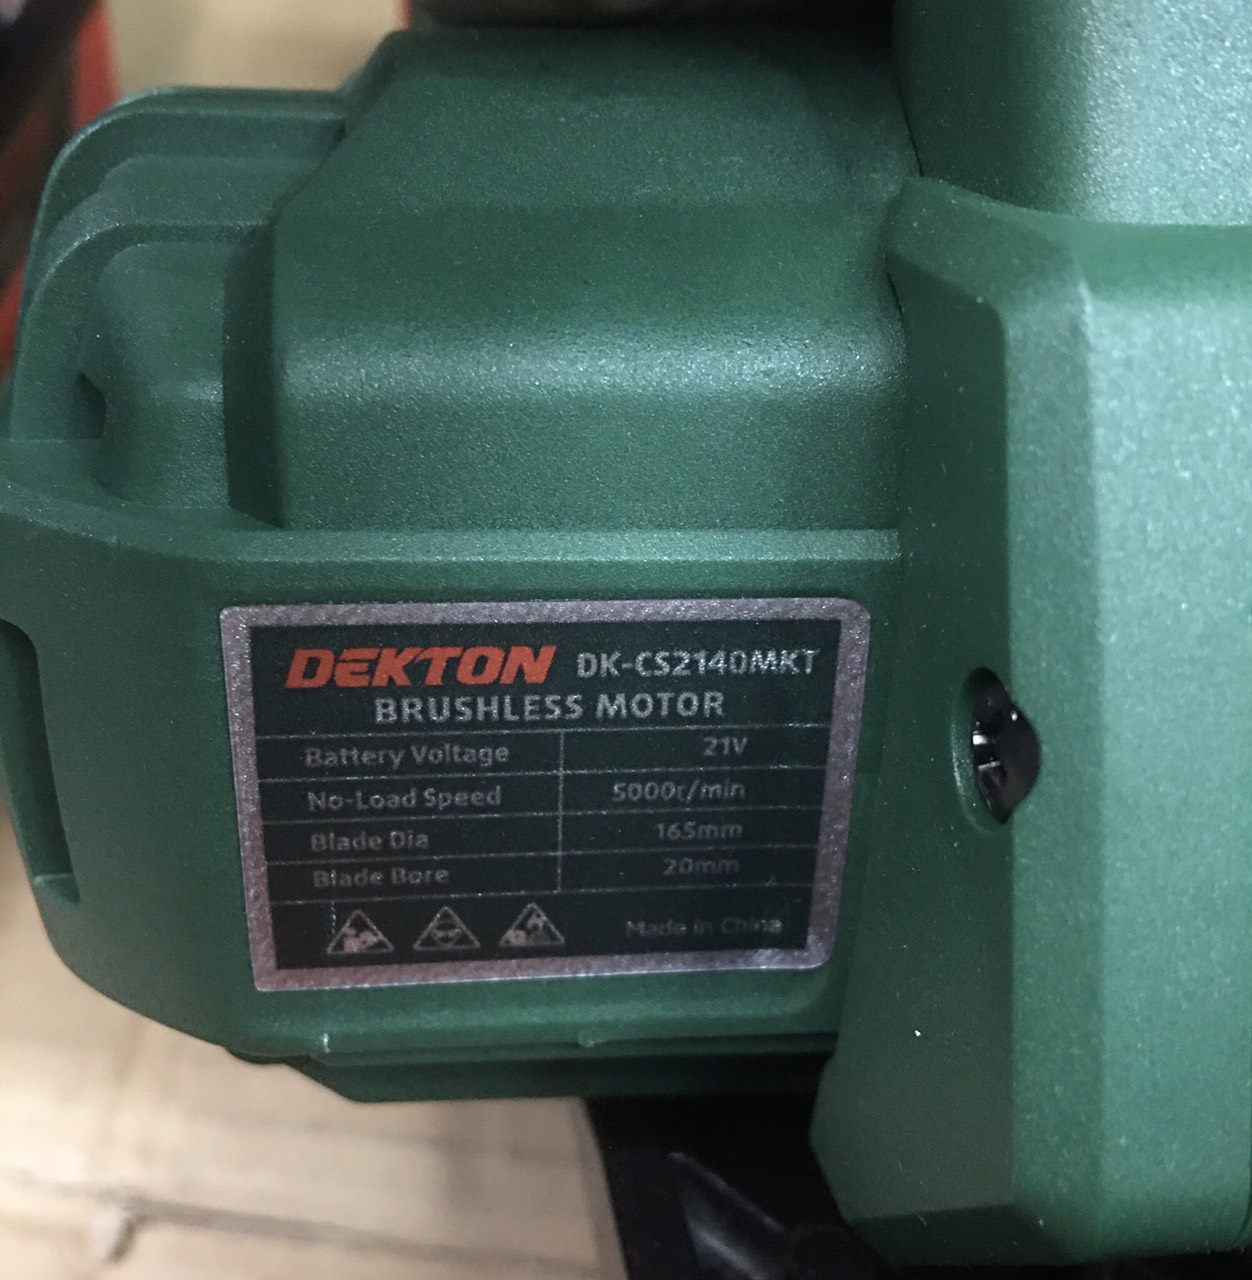 DEKTON DK-CS2140MKT
BRUSHLESS MOTOR
Battery Voltage 21V
No-Load Speed 5000r/min
Blade Dia 165mm
Blade Bore 20mm
Made in China